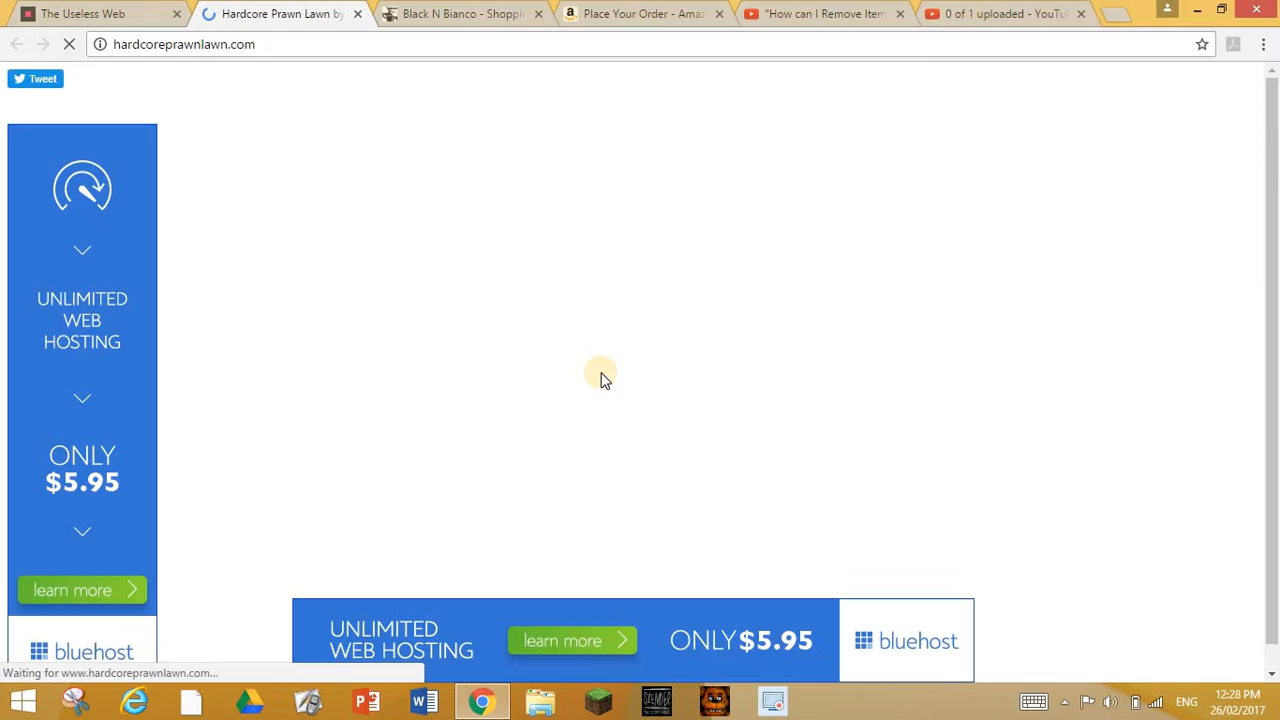 The Useless Web
Hardcore Prawn Lawn by
Black N Bianco - Shoppi
Place Your Order - Amaz
"How can I Remove Item
0 of 1 uploaded - YouTu
hardcoreprawnlawn.com
Tweet
UNLIMITED
WEB
HOSTING
ONLY
$5.95
learn more
bluehost
UNLIMITED
WEB HOSTING
learn more
ONLY $5.95
bluehost
Waiting for www.hardcoreprawnlawn.com...
ENG
12:28 PM
26/02/2017